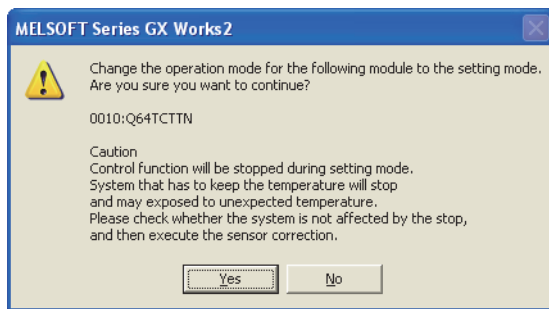 MELSOFT Series GX Works2
Change the operation mode for the following module to the setting mode.
Are you sure you want to continue?
0010:Q64TCTTN
Caution
Control function will be stopped during setting mode.
System that has to keep the temperature will stop
and may exposed to unexpected temperature.
Please check whether the system is not affected by the stop,
and then execute the sensor correction.
Yes No